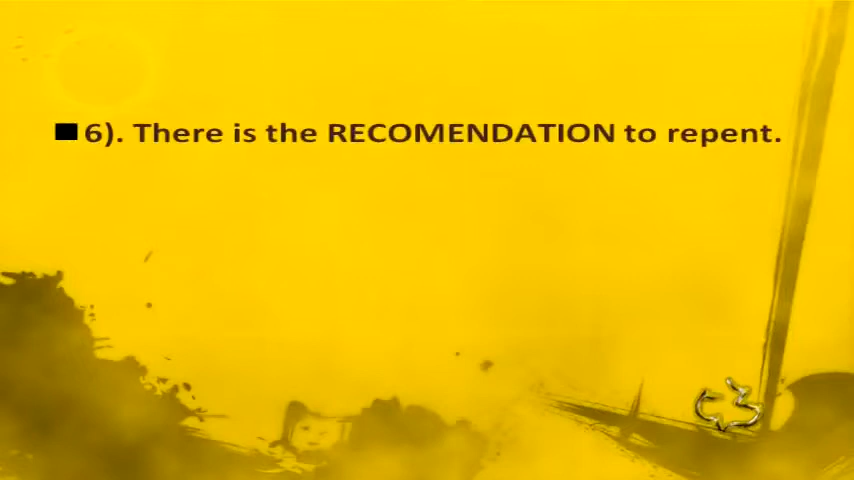 6). There is the RECOMENDATION to repent.